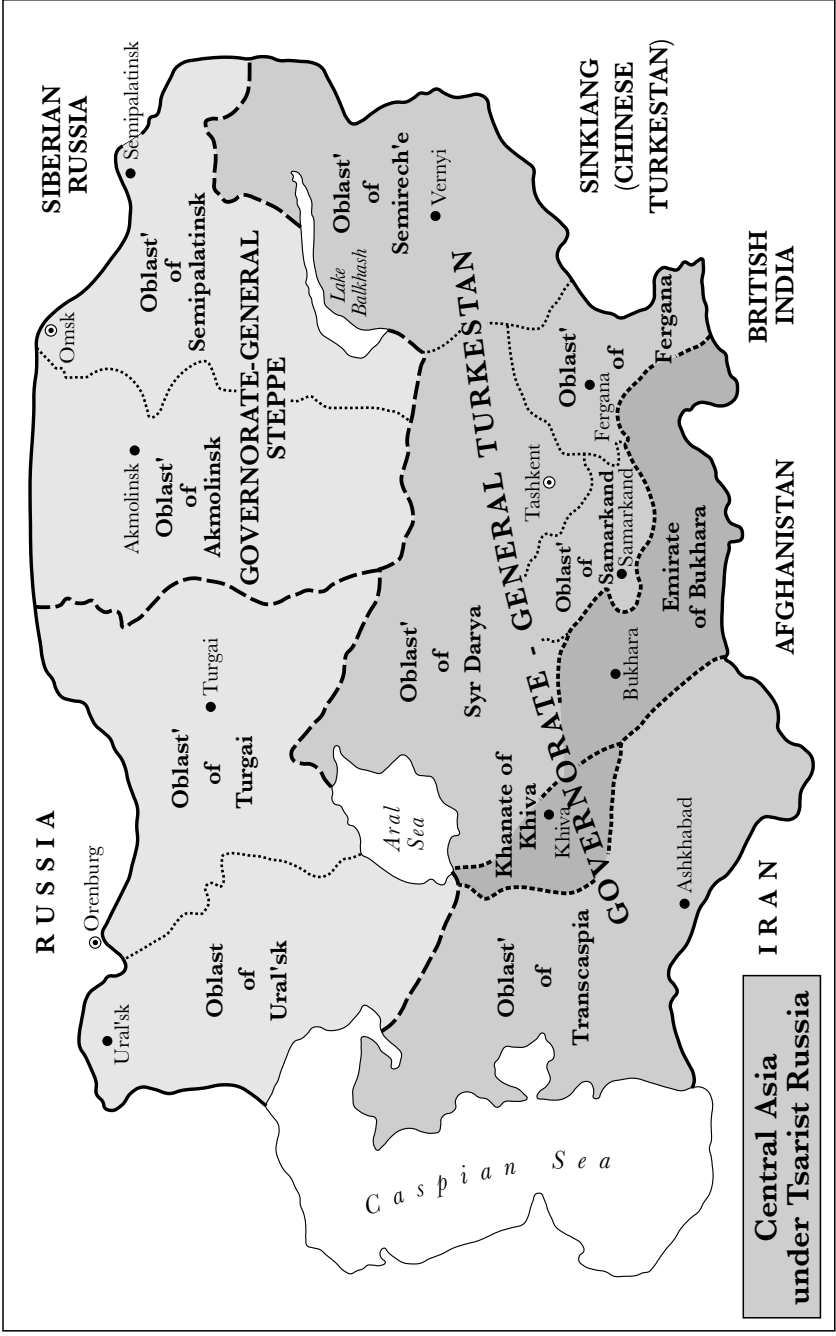 SIBERIAN
RUSSIA
RUSSIA
Semipalatinsk
Omsk
Orenburg
Ural'sk
Oblast'
of
Semipalatinsk
Akmolinsk
Oblast'
of
Akmolinsk
GOVERNORATE-GENERAL
STEPPE
Turgai
Oblast'
of
Turgai
Oblast
of
Ural'sk
Lake
Balkhash
Oblast'
of
Semirech'e
Vernyi
Aral
Sea
Oblast'
of
Syr Darya
GOVERNORATE - GENERAL TURKESTAN
Tashkent
Oblast'
of
Fergana
Fergana
Oblast'
of
Samarkand
Samarkand
Khanate of
Khiva
Khiva
Bukhara
Emirate
of Bukhara
Oblast'
of
Transcaspia
Ashkhabad
Caspian Sea
SINKIANG
(CHINESE
TURKESTAN)
BRITISH
INDIA
AFGHANISTAN
IRAN
Central Asia
under Tsarist Russia